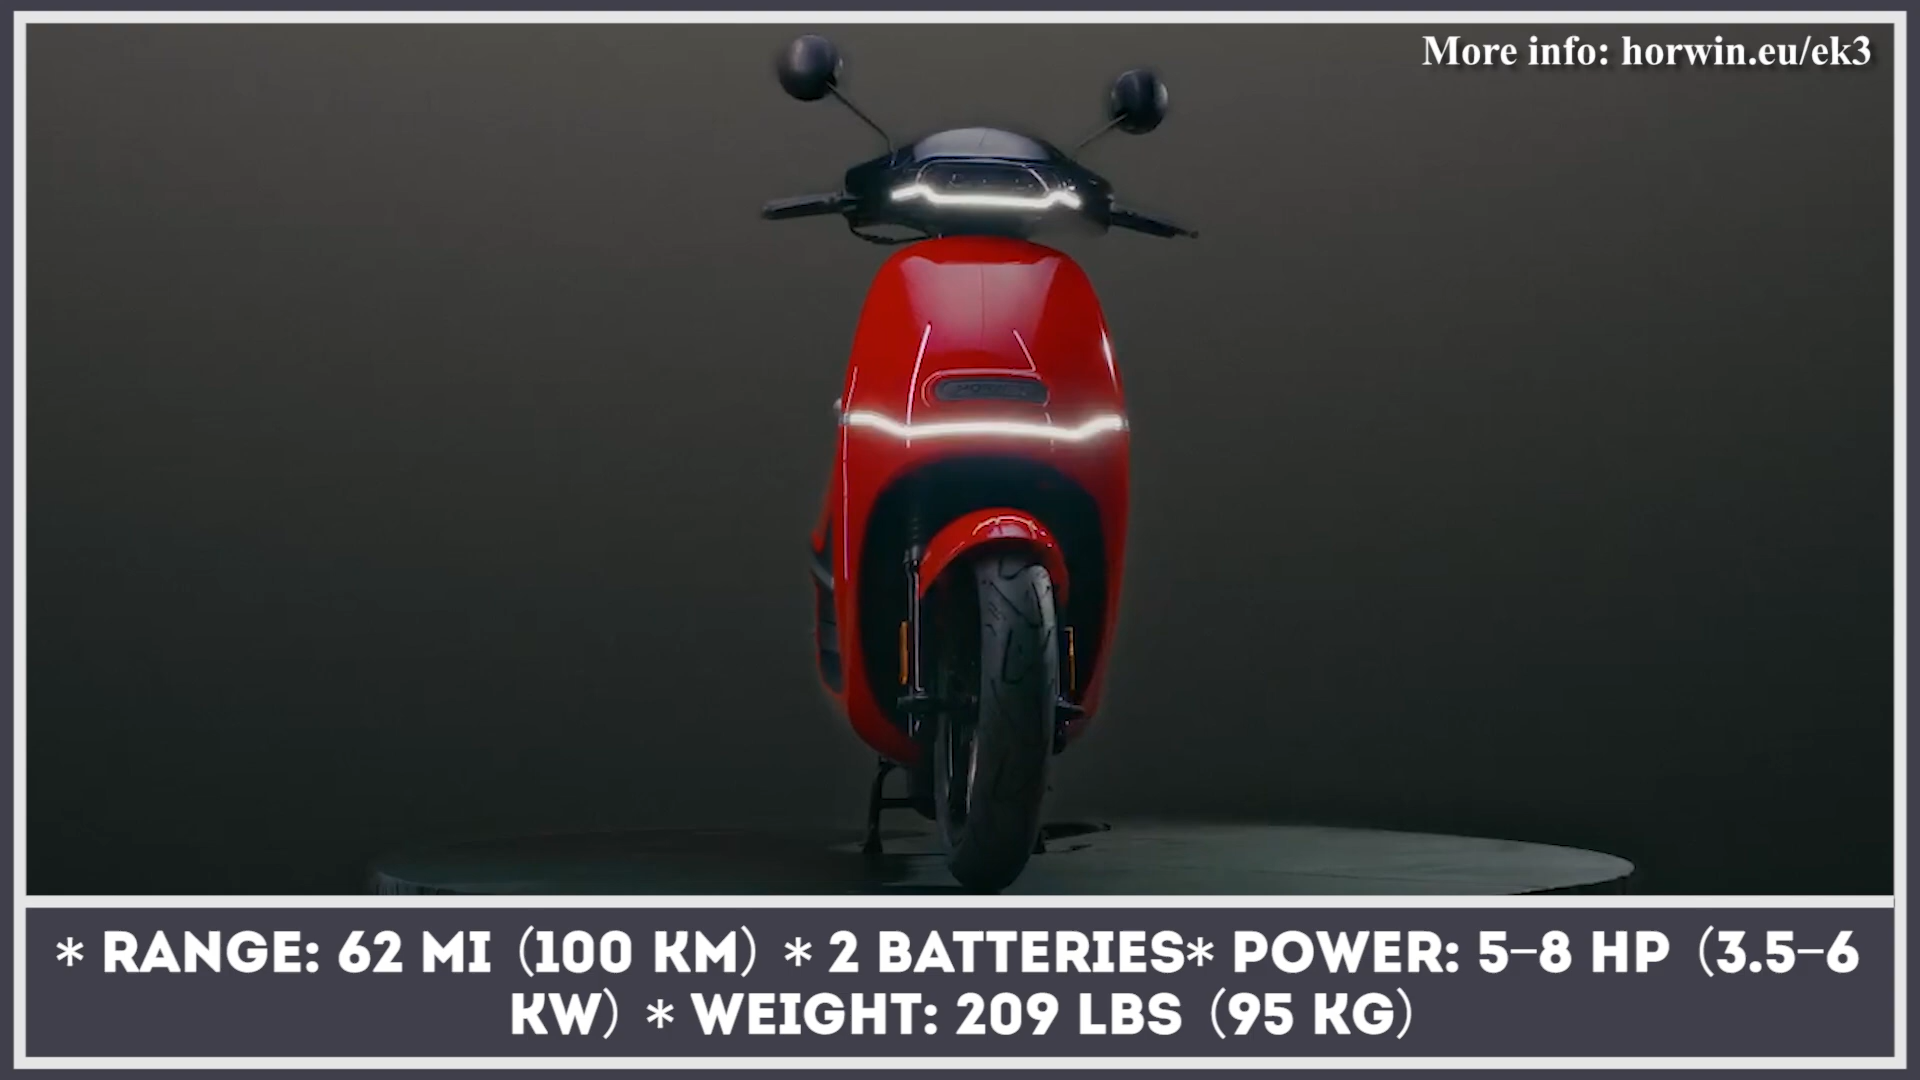 More info: horwin.eu/ek3
* RANGE: 62 MI (100 KM) * 2 BATTERIES* POWER: 5–8 HP (3.5–6
KW) * WEIGHT: 209 LBS (95 KG)